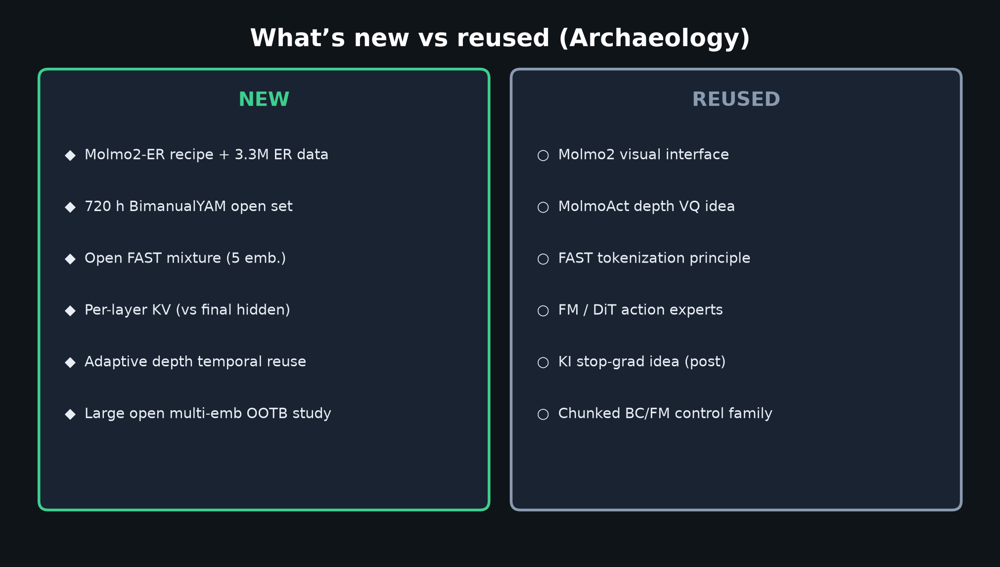 What’s new vs reused (Archaeology)
NEW
◆ Molmo2-ER recipe + 3.3M ER data
◆ 720 h BimanualYAM open set
◆ Open FAST mixture (5 emb.)
◆ Per-layer KV (vs final hidden)
◆ Adaptive depth temporal reuse
◆ Large open multi-emb OOTB study
REUSED
○ Molmo2 visual interface
○ MolmoAct depth VQ idea
○ FAST tokenization principle
○ FM / DiT action experts
○ KI stop-grad idea (post)
○ Chunked BC/FM control family